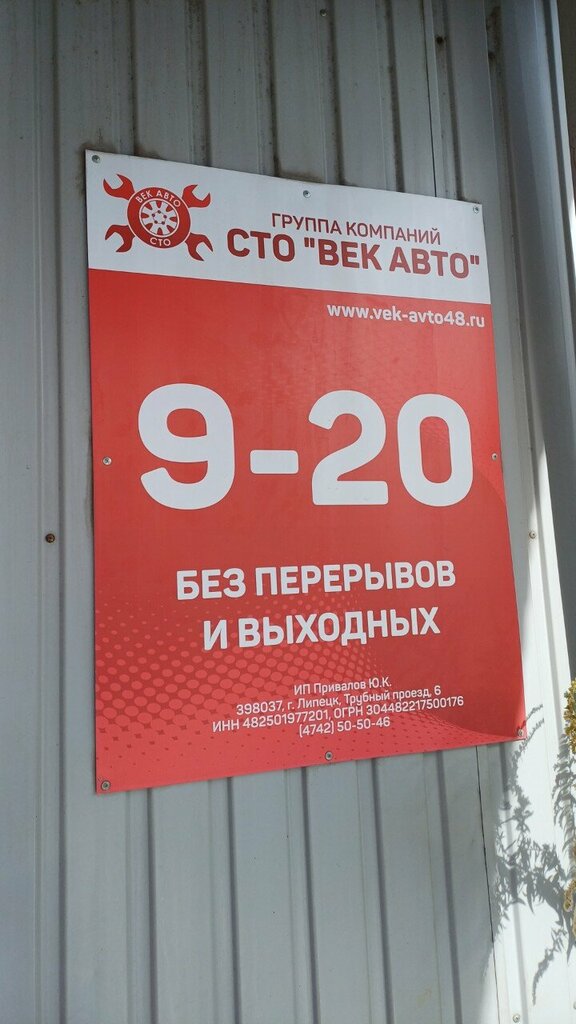 ВЕК АВТО
СТО
ГРУППА КОМПАНИЙ
СТО "ВЕК АВТО"
www.vek-avto48.ru
9-20
БЕЗ ПЕРЕРЫВОВ
И ВЫХОДНЫХ
ИП Привалов Ю.К.
398037, г. Липецк, Трубный проезд, 6
ИНН 482501977201, ОГРН 304482217500176
(4742) 50-50-46